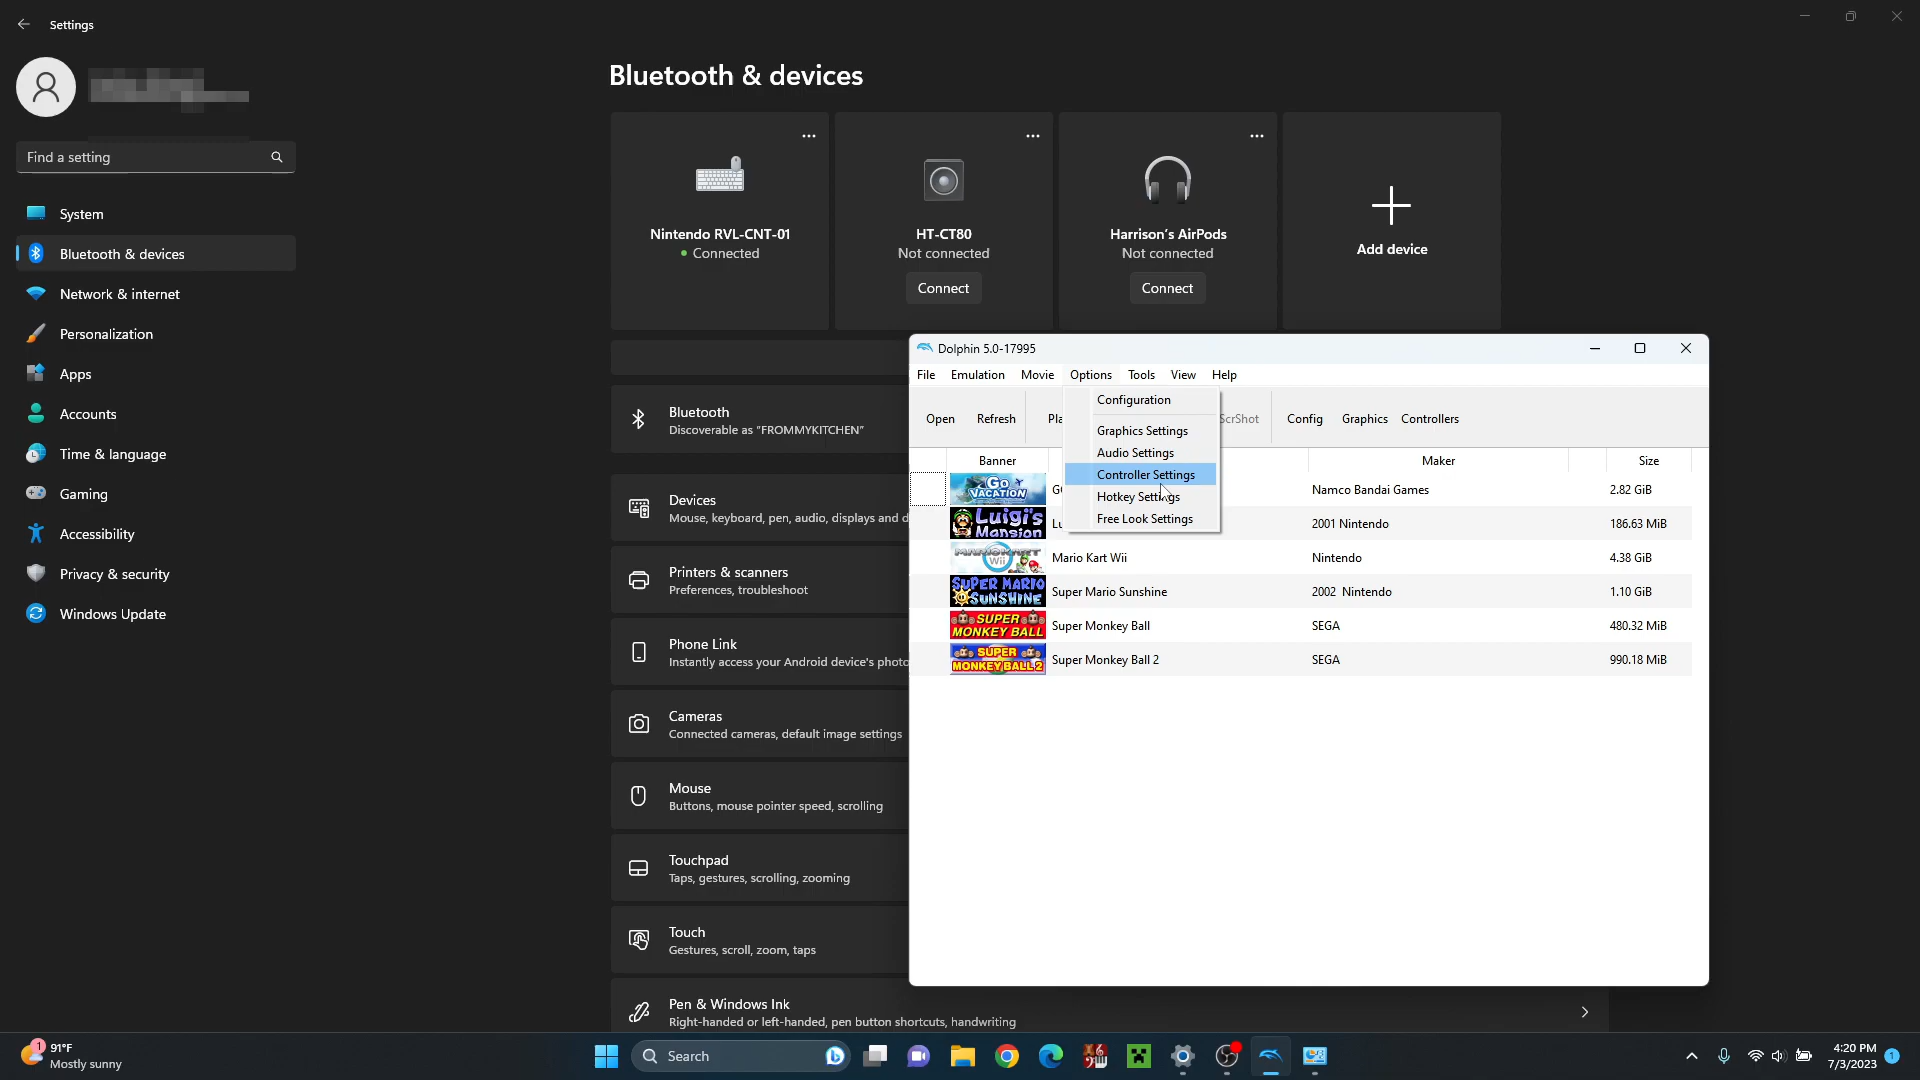 Settings
Find a setting
System
Bluetooth & devices
Network & internet
Personalization
Apps
Accounts
Time & language
Gaming
Accessibility
Privacy & security
Windows Update
Bluetooth & devices
Nintendo RVL-CNT-01
Connected
HT-CT80
Not connected
Connect
Harrison's AirPods
Not connected
Connect
Add device
Bluetooth
Discoverable as "FROMMYKITCHEN"
Devices
Mouse, keyboard, pen, audio, displays and d
Printers & scanners
Preferences, troubleshoot
Phone Link
Instantly access your Android device's photo
Cameras
Connected cameras, default image settings
Mouse
Buttons, mouse pointer speed, scrolling
Touchpad
Taps, gestures, scrolling, zooming
Touch
Gestures, scroll, zoom, taps
Pen & Windows Ink
Right-handed or left-handed, pen button shortcuts, handwriting
Dolphin 5.0-17995
File Emulation Movie Options Tools View Help
Open Refresh Pla ScrShot Config Graphics Controllers
Configuration
Graphics Settings
Audio Settings
Controller Settings
Hotkey Settings
Free Look Settings
Banner Maker Size
GO VACATION G Namco Bandai Games 2.82 GiB
Luigi's Mansion Lu 2001 Nintendo 186.63 MiB
MARIOKART Wii Mario Kart Wii Nintendo 4.38 GiB
SUPER MARIO SUNSHINE Super Mario Sunshine 2002 Nintendo 1.10 GiB
SUPER MONKEY BALL Super Monkey Ball SEGA 480.32 MiB
SUPER MONKEY BALL 2 Super Monkey Ball 2 SEGA 990.18 MiB
1
91°F
Mostly sunny
Search
4:20 PM
7/3/2023
1